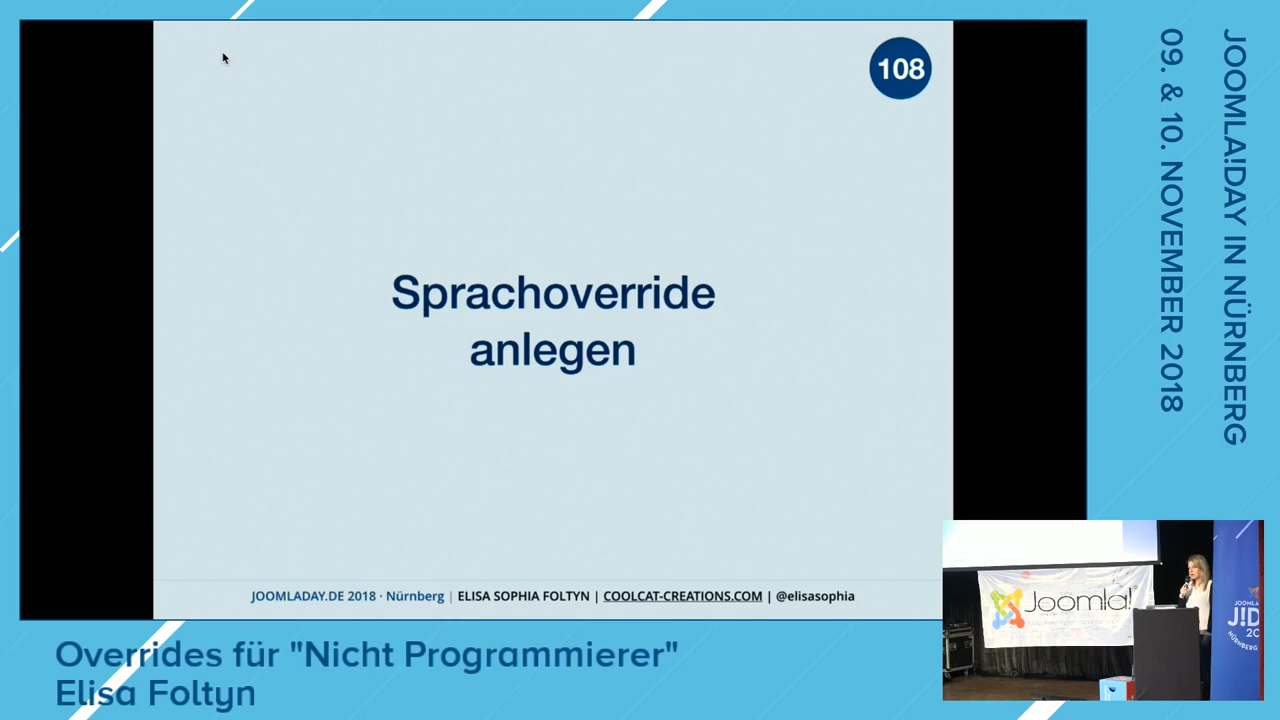 108
Sprachoverride
anlegen
JOOMLADAY.DE 2018 · Nürnberg | ELISA SOPHIA FOLTYN | COOLCAT-CREATIONS.COM | @elisasophia
JOOMLA!DAY IN NÜRNBERG
09. & 10. NOVEMBER 2018
Overrides für "Nicht Programmierer"
Elisa Foltyn
Joomla!